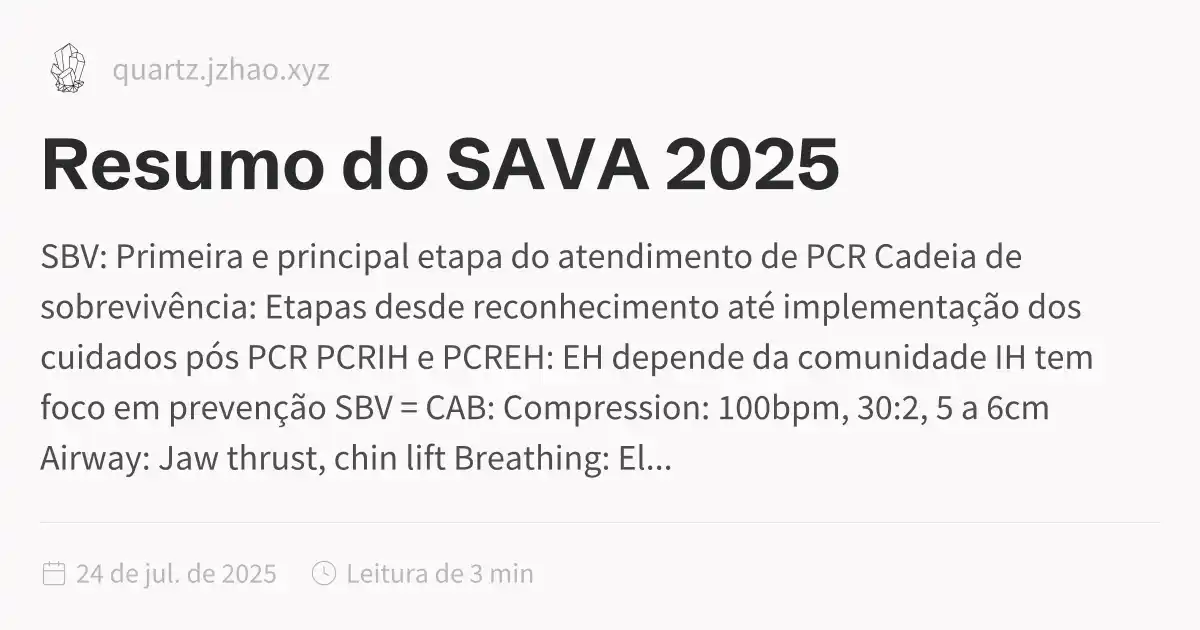 quartz.jzhao.xyz
Resumo do SAVA 2025
SBV: Primeira e principal etapa do atendimento de PCR Cadeia de
sobrevivência: Etapas desde reconhecimento até implementação dos
cuidados pós PCR PCRIH e PCREH: EH depende da comunidade IH tem
foco em prevenção SBV = CAB: Compression: 100bpm, 30:2, 5 a 6cm
Airway: Jaw thrust, chin lift Breathing: El...
24 de jul. de 2025 Leitura de 3 min